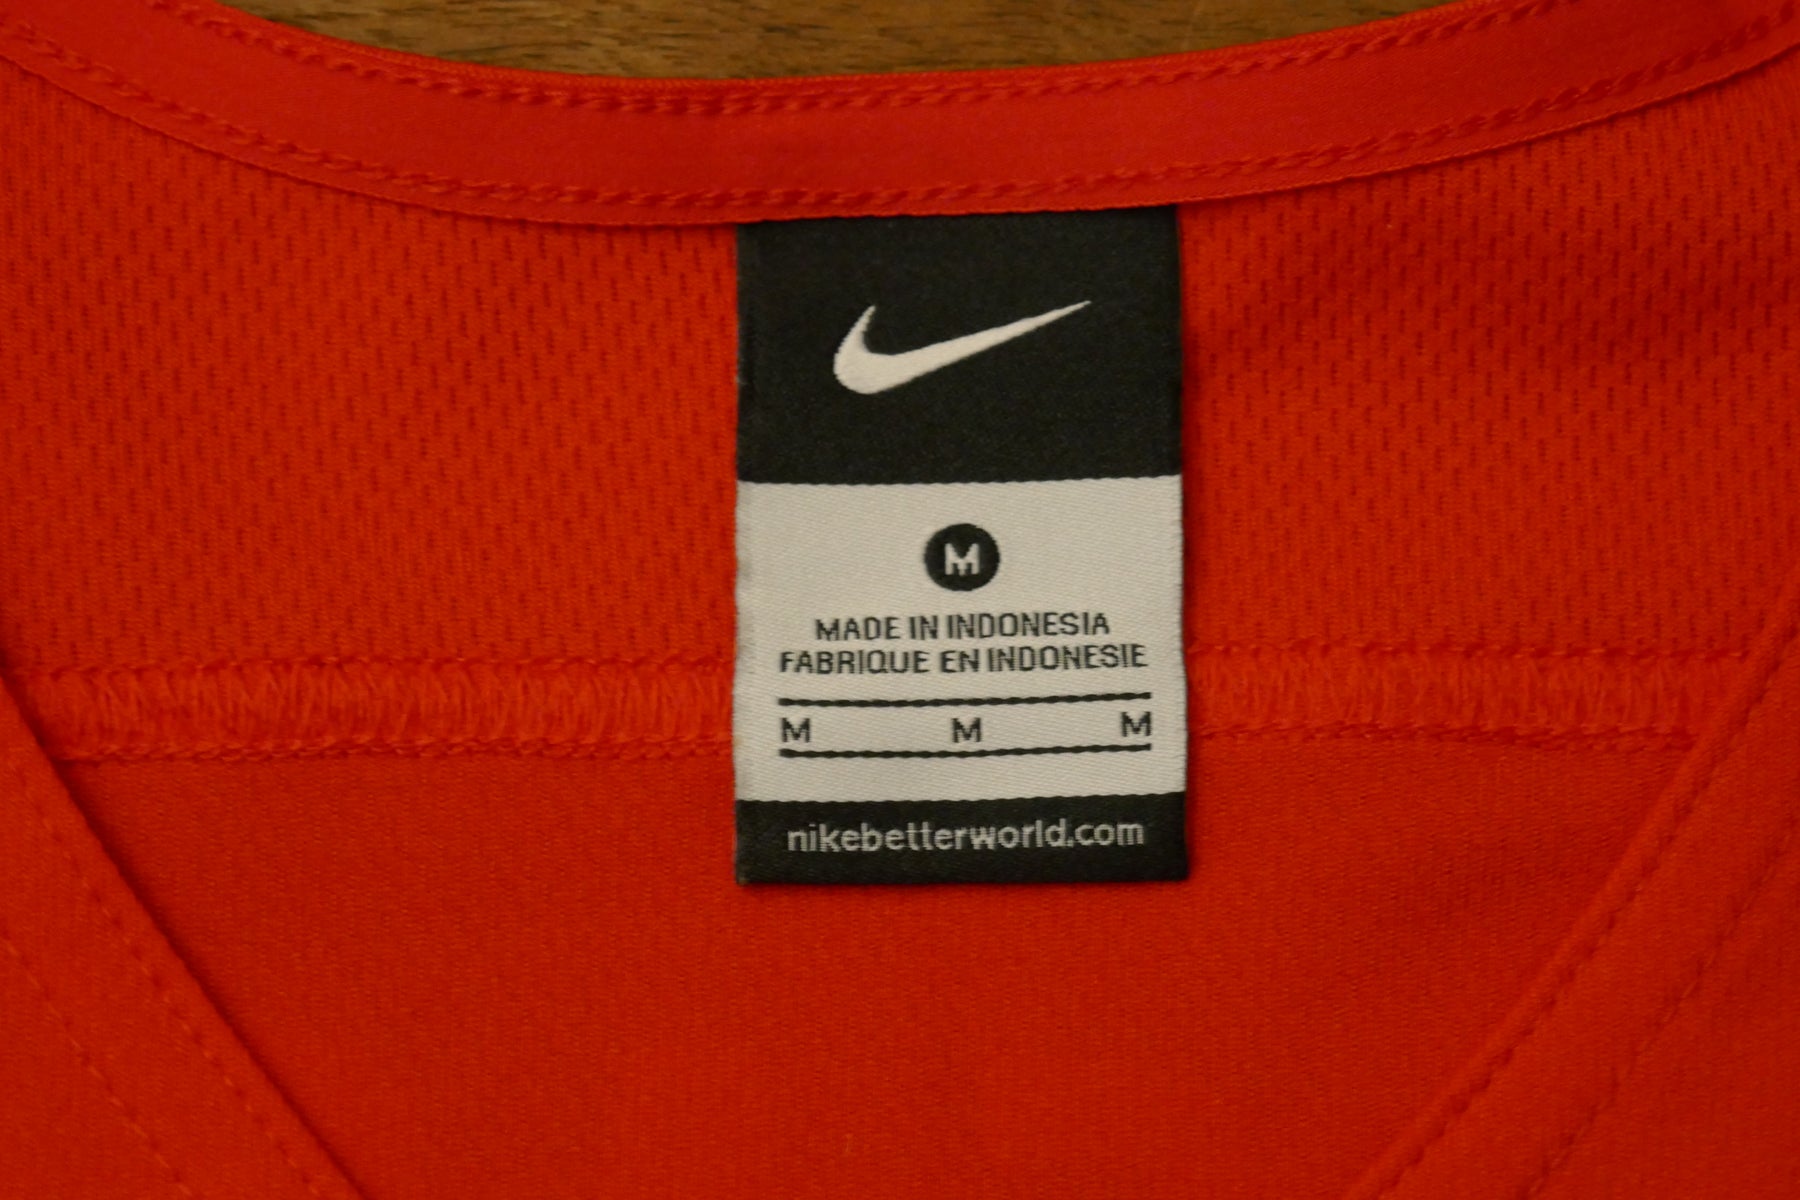 M
MADE IN INDONESIA
FABRIQUE EN INDONESIE
M M M
nikebetterworld.com